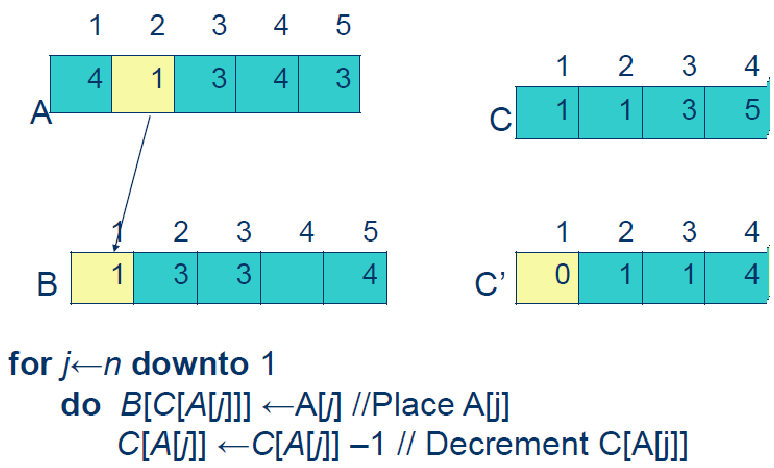 1 2 3 4 5
4 1 3 4 3
A
1 2 3 4
C 1 1 3 5
1 2 3 4 5
B 1 3 3 4
1 2 3 4
C’ 0 1 1 4
for j←n downto 1
do B[C[A[j]]] ←A[j] //Place A[j]
C[A[j]] ←C[A[j]] –1 // Decrement C[A[j]]